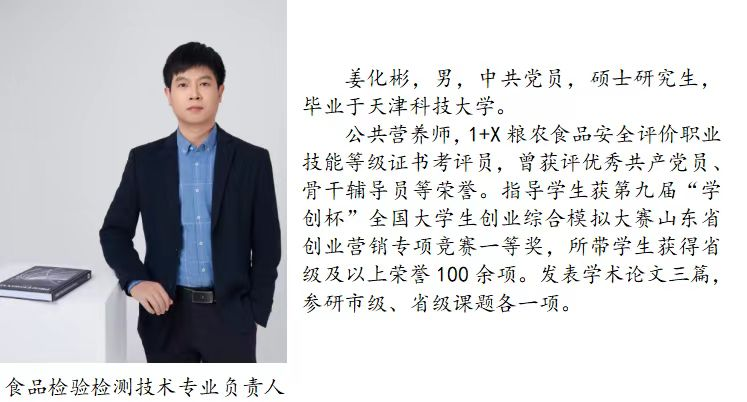 姜化彬，男，中共党员，硕士研究生，
毕业于天津科技大学。
公共营养师，1+X 粮农食品安全评价职业
技能等级证书考评员，曾获评优秀共产党员、
骨干辅导员等荣誉。指导学生获第九届“学
创杯”全国大学生创业综合模拟大赛山东省
创业营销专项竞赛一等奖，所带学生获得省
级及以上荣誉 100 余项。发表学术论文三篇，
参研市级、省级课题各一项。
食品检验检测技术专业负责人